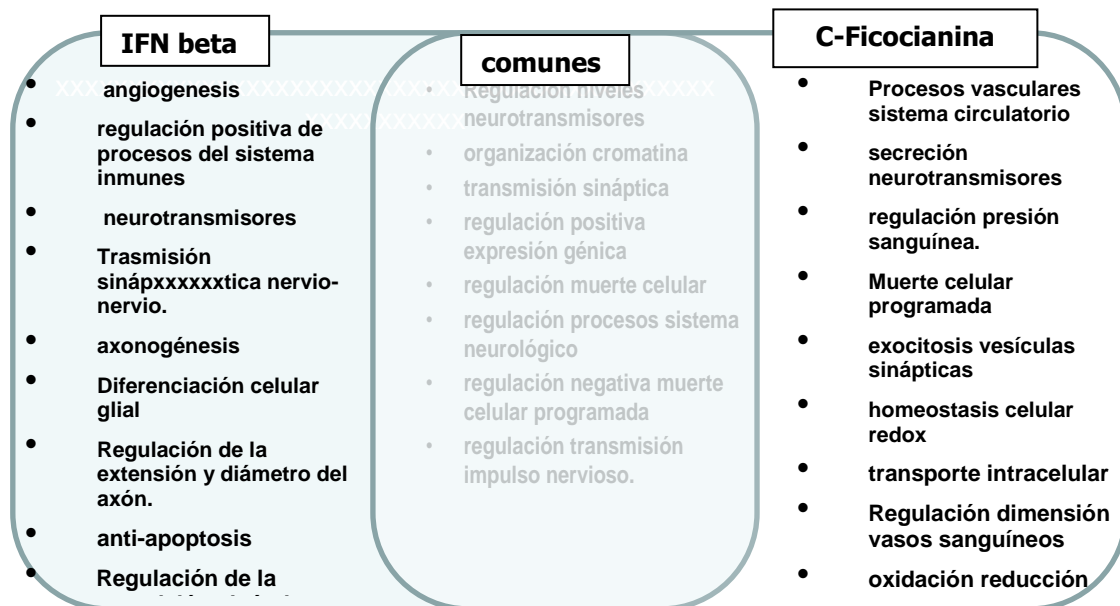 IFN beta
• angiogenesis
• regulación positiva de
procesos del sistema
inmunes
• neurotransmisores
• Trasmisión
sinápxxxxxxtica nervio-
nervio.
• axonogénesis
• Diferenciación celular
glial
• Regulación de la
extensión y diámetro del
axón.
• anti-apoptosis
• Regulación de la
comunes
• Regulación niveles
neurotransmisores
• organización cromatina
• transmisión sináptica
• regulación positiva
expresión génica
• regulación muerte celular
• regulación procesos sistema
neurológico
• regulación negativa muerte
celular programada
• regulación transmisión
impulso nervioso.
C-Ficocianina
• Procesos vasculares
sistema circulatorio
• secreción
neurotransmisores
• regulación presión
sanguínea.
• Muerte celular
programada
• exocitosis vesículas
sinápticas
• homeostasis celular
redox
• transporte intracelular
• Regulación dimensión
vasos sanguíneos
• oxidación reducción